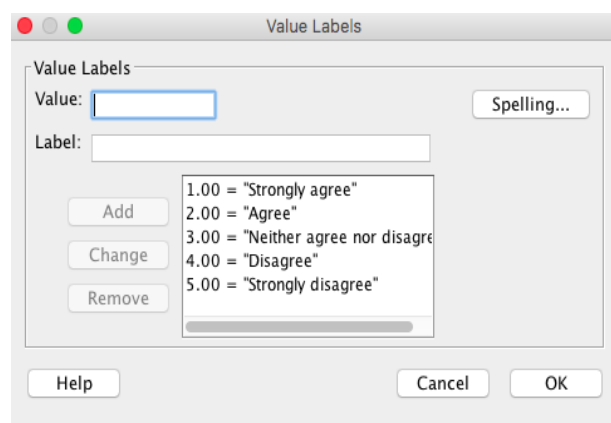 Value Labels
Value Labels
Value:
Spelling...
Label:
Add
Change
Remove
1.00 = "Strongly agree"
2.00 = "Agree"
3.00 = "Neither agree nor disagre
4.00 = "Disagree"
5.00 = "Strongly disagree"
Help
Cancel
OK